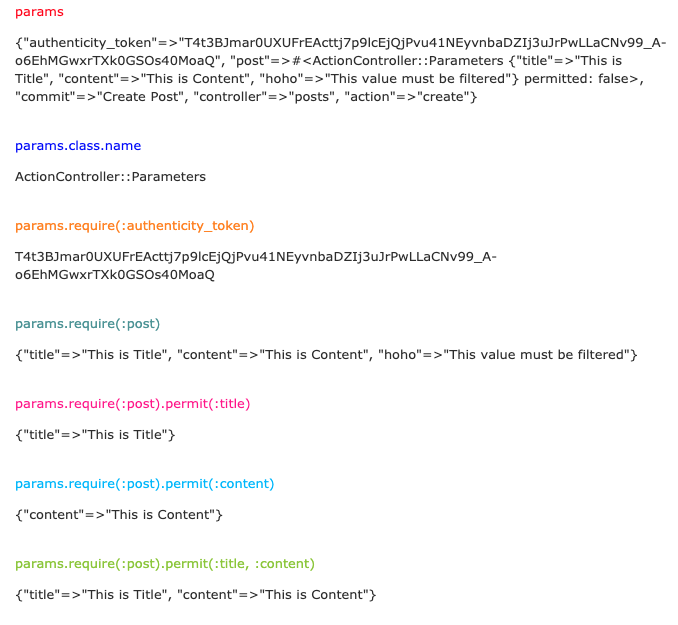 params
{"authenticity_token"=>"T4t3BJmar0UXUFrEActtj7p9lcEjQjPvu41NEyvnbaDZIj3uJrPwLLaCNv99_A-
o6EhMGwxrTXk0GSOs40MoaQ", "post"=>#<ActionController::Parameters {"title"=>"This is
Title", "content"=>"This is Content", "hoho"=>"This value must be filtered"} permitted: false>,
"commit"=>"Create Post", "controller"=>"posts", "action"=>"create"}
params.class.name
ActionController::Parameters
params.require(:authenticity_token)
T4t3BJmar0UXUFrEActtj7p9lcEjQjPvu41NEyvnbaDZIj3uJrPwLLaCNv99_A-
o6EhMGwxrTXk0GSOs40MoaQ
params.require(:post)
{"title"=>"This is Title", "content"=>"This is Content", "hoho"=>"This value must be filtered"}
params.require(:post).permit(:title)
{"title"=>"This is Title"}
params.require(:post).permit(:content)
{"content"=>"This is Content"}
params.require(:post).permit(:title, :content)
{"title"=>"This is Title", "content"=>"This is Content"}